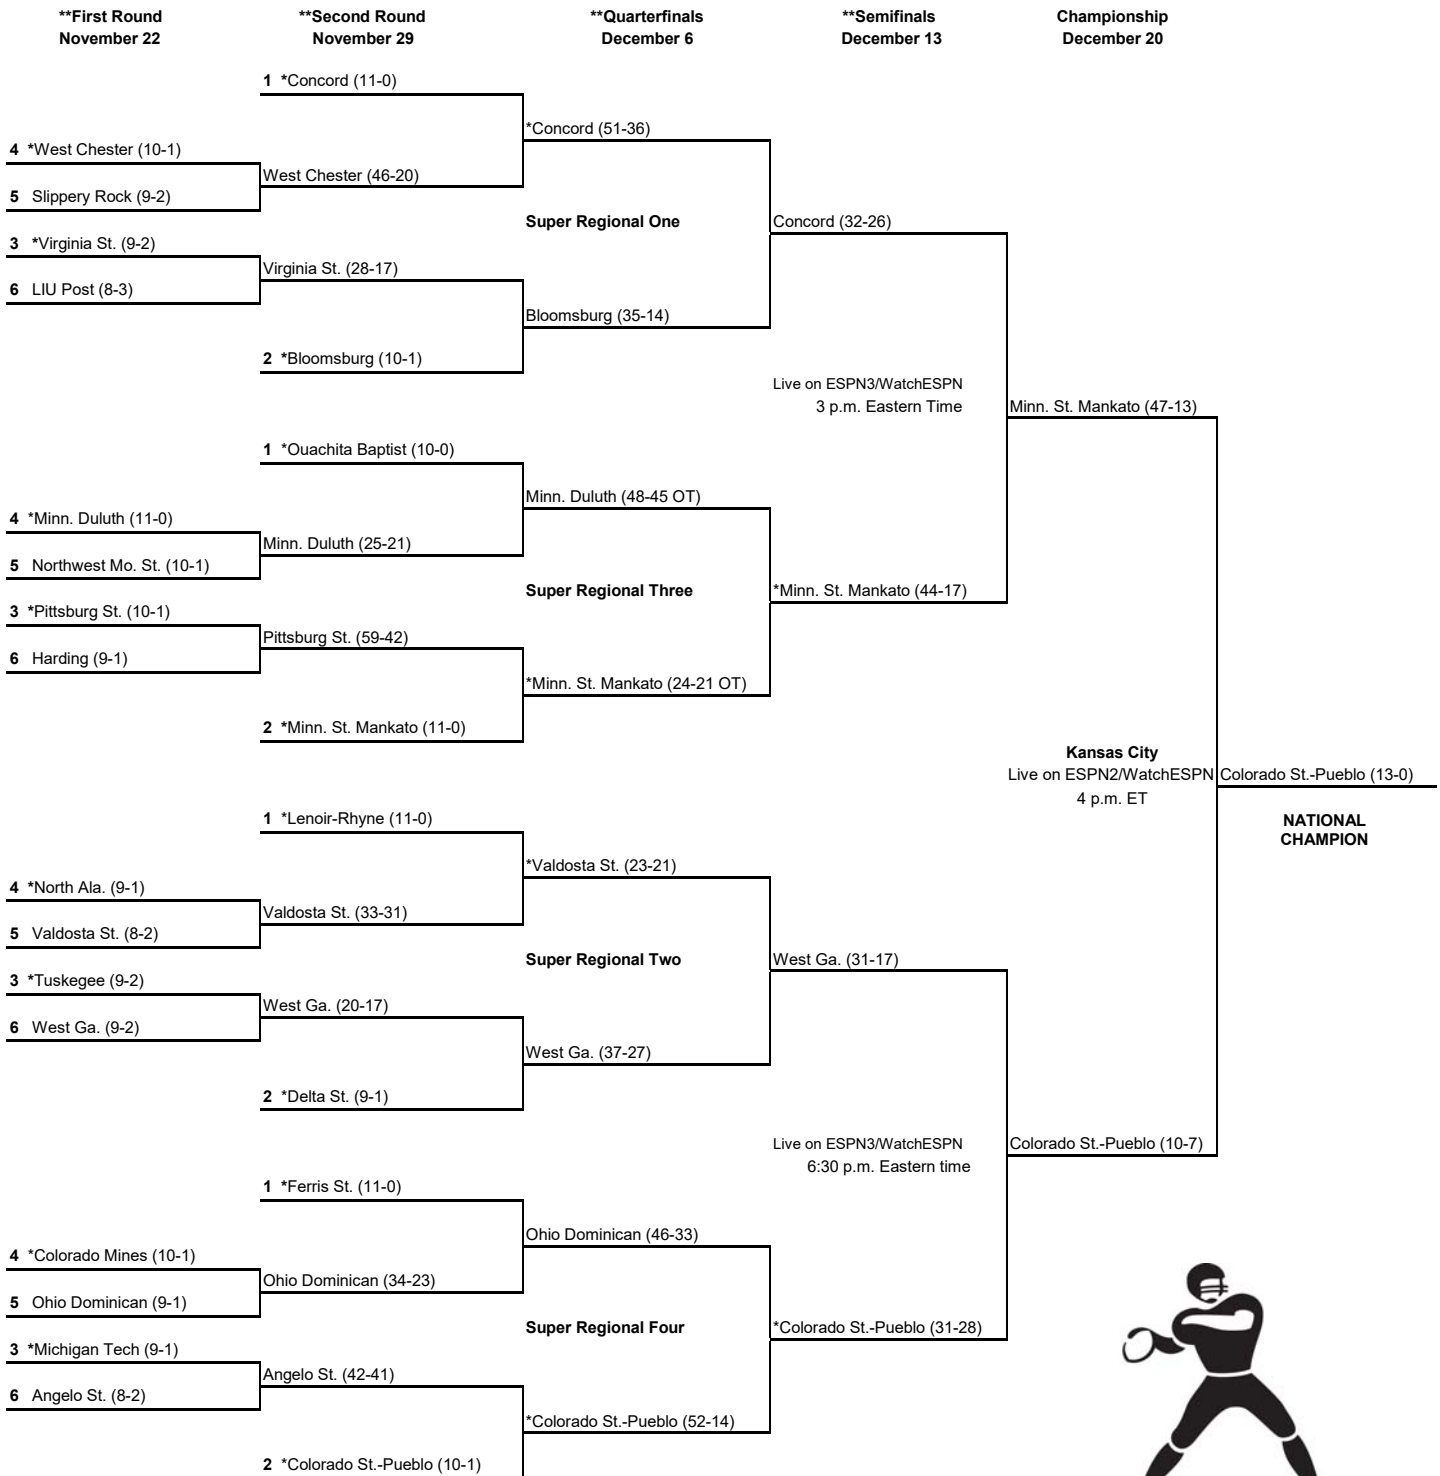 **First Round
November 22
**Second Round
November 29
**Quarterfinals
December 6
**Semifinals
December 13
Championship
December 20
1 *Concord (11-0)
*Concord (51-36)
4 *West Chester (10-1)
West Chester (46-20)
5 Slippery Rock (9-2)
Super Regional One
Concord (32-26)
3 *Virginia St. (9-2)
Virginia St. (28-17)
6 LIU Post (8-3)
Bloomsburg (35-14)
2 *Bloomsburg (10-1)
Live on ESPN3/WatchESPN
3 p.m. Eastern Time
Minn. St. Mankato (47-13)
1 *Ouachita Baptist (10-0)
Minn. Duluth (48-45 OT)
4 *Minn. Duluth (11-0)
Minn. Duluth (25-21)
5 Northwest Mo. St. (10-1)
Super Regional Three
*Minn. St. Mankato (44-17)
3 *Pittsburg St. (10-1)
Pittsburg St. (59-42)
6 Harding (9-1)
*Minn. St. Mankato (24-21 OT)
2 *Minn. St. Mankato (11-0)
Kansas City
Live on ESPN2/WatchESPN
4 p.m. ET
Colorado St.-Pueblo (13-0)
NATIONAL
CHAMPION
1 *Lenoir-Rhyne (11-0)
*Valdosta St. (23-21)
4 *North Ala. (9-1)
Valdosta St. (33-31)
5 Valdosta St. (8-2)
Super Regional Two
West Ga. (31-17)
3 *Tuskegee (9-2)
West Ga. (20-17)
6 West Ga. (9-2)
West Ga. (37-27)
2 *Delta St. (9-1)
Live on ESPN3/WatchESPN
6:30 p.m. Eastern time
Colorado St.-Pueblo (10-7)
1 *Ferris St. (11-0)
Ohio Dominican (46-33)
4 *Colorado Mines (10-1)
Ohio Dominican (34-23)
5 Ohio Dominican (9-1)
Super Regional Four
*Colorado St.-Pueblo (31-28)
3 *Michigan Tech (9-1)
Angelo St. (42-41)
6 Angelo St. (8-2)
*Colorado St.-Pueblo (52-14)
2 *Colorado St.-Pueblo (10-1)